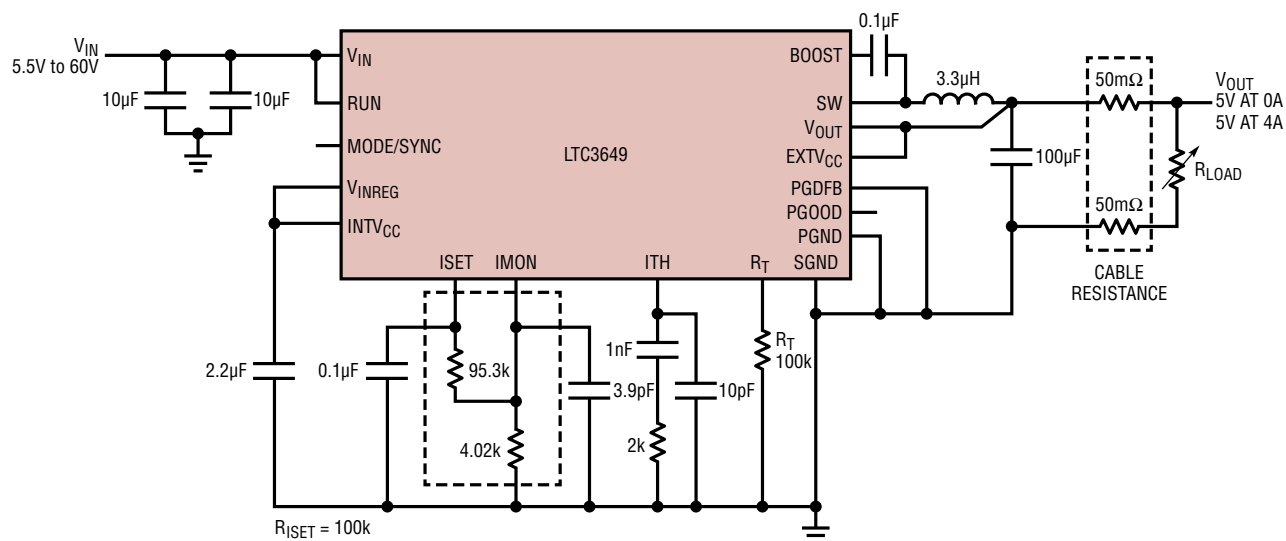 V_IN
5.5V to 60V
10µF
10µF
V_IN
RUN
MODE/SYNC
V_INREG
INTV_CC
LTC3649
BOOST
SW
V_OUT
EXTV_CC
PGDFB
PGOOD
PGND
ISET
IMON
ITH
R_T
SGND
0.1µF
3.3µH
100µF
50mΩ
50mΩ
CABLE
RESISTANCE
V_OUT
5V AT 0A
5V AT 4A
R_LOAD
2.2µF
0.1µF
95.3k
4.02k
3.9pF
1nF
2k
10pF
R_T
100k
R_ISET = 100k